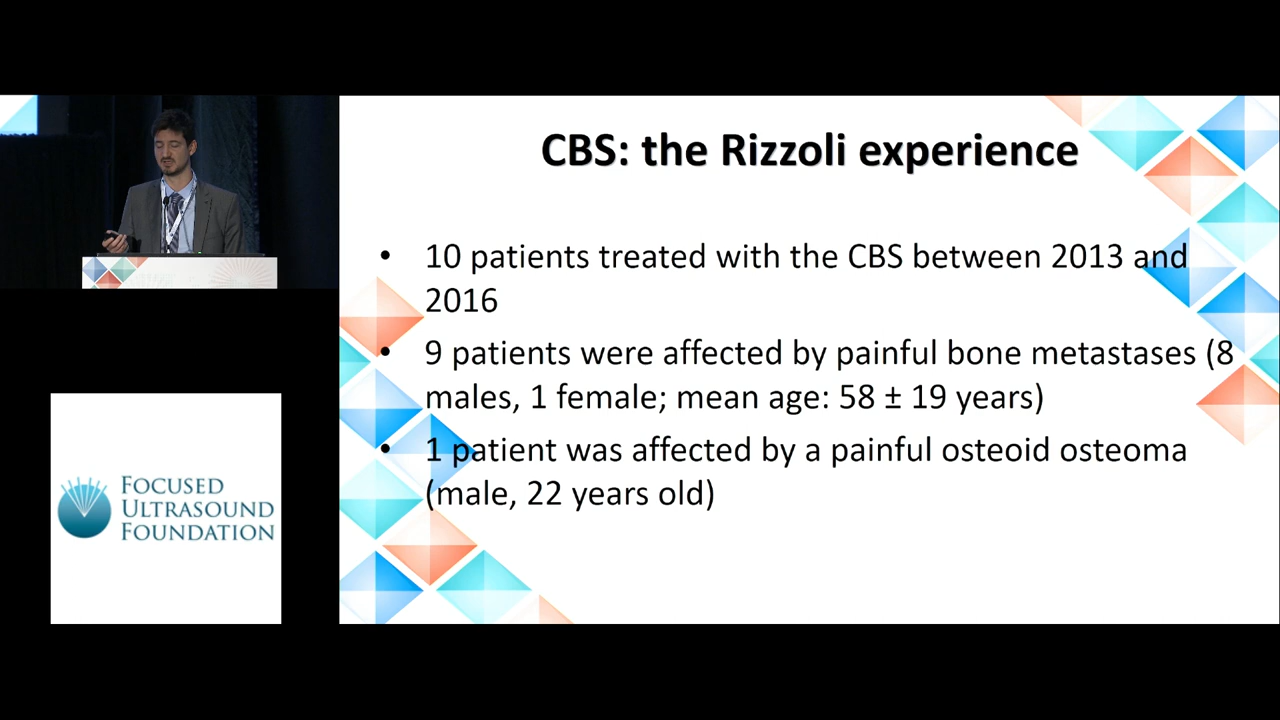 CBS: the Rizzoli experience
• 10 patients treated with the CBS between 2013 and
2016
• 9 patients were affected by painful bone metastases (8
males, 1 female; mean age: 58 ± 19 years)
• 1 patient was affected by a painful osteoid osteoma
(male, 22 years old)
FOCUSED
ULTRASOUND
FOUNDATION